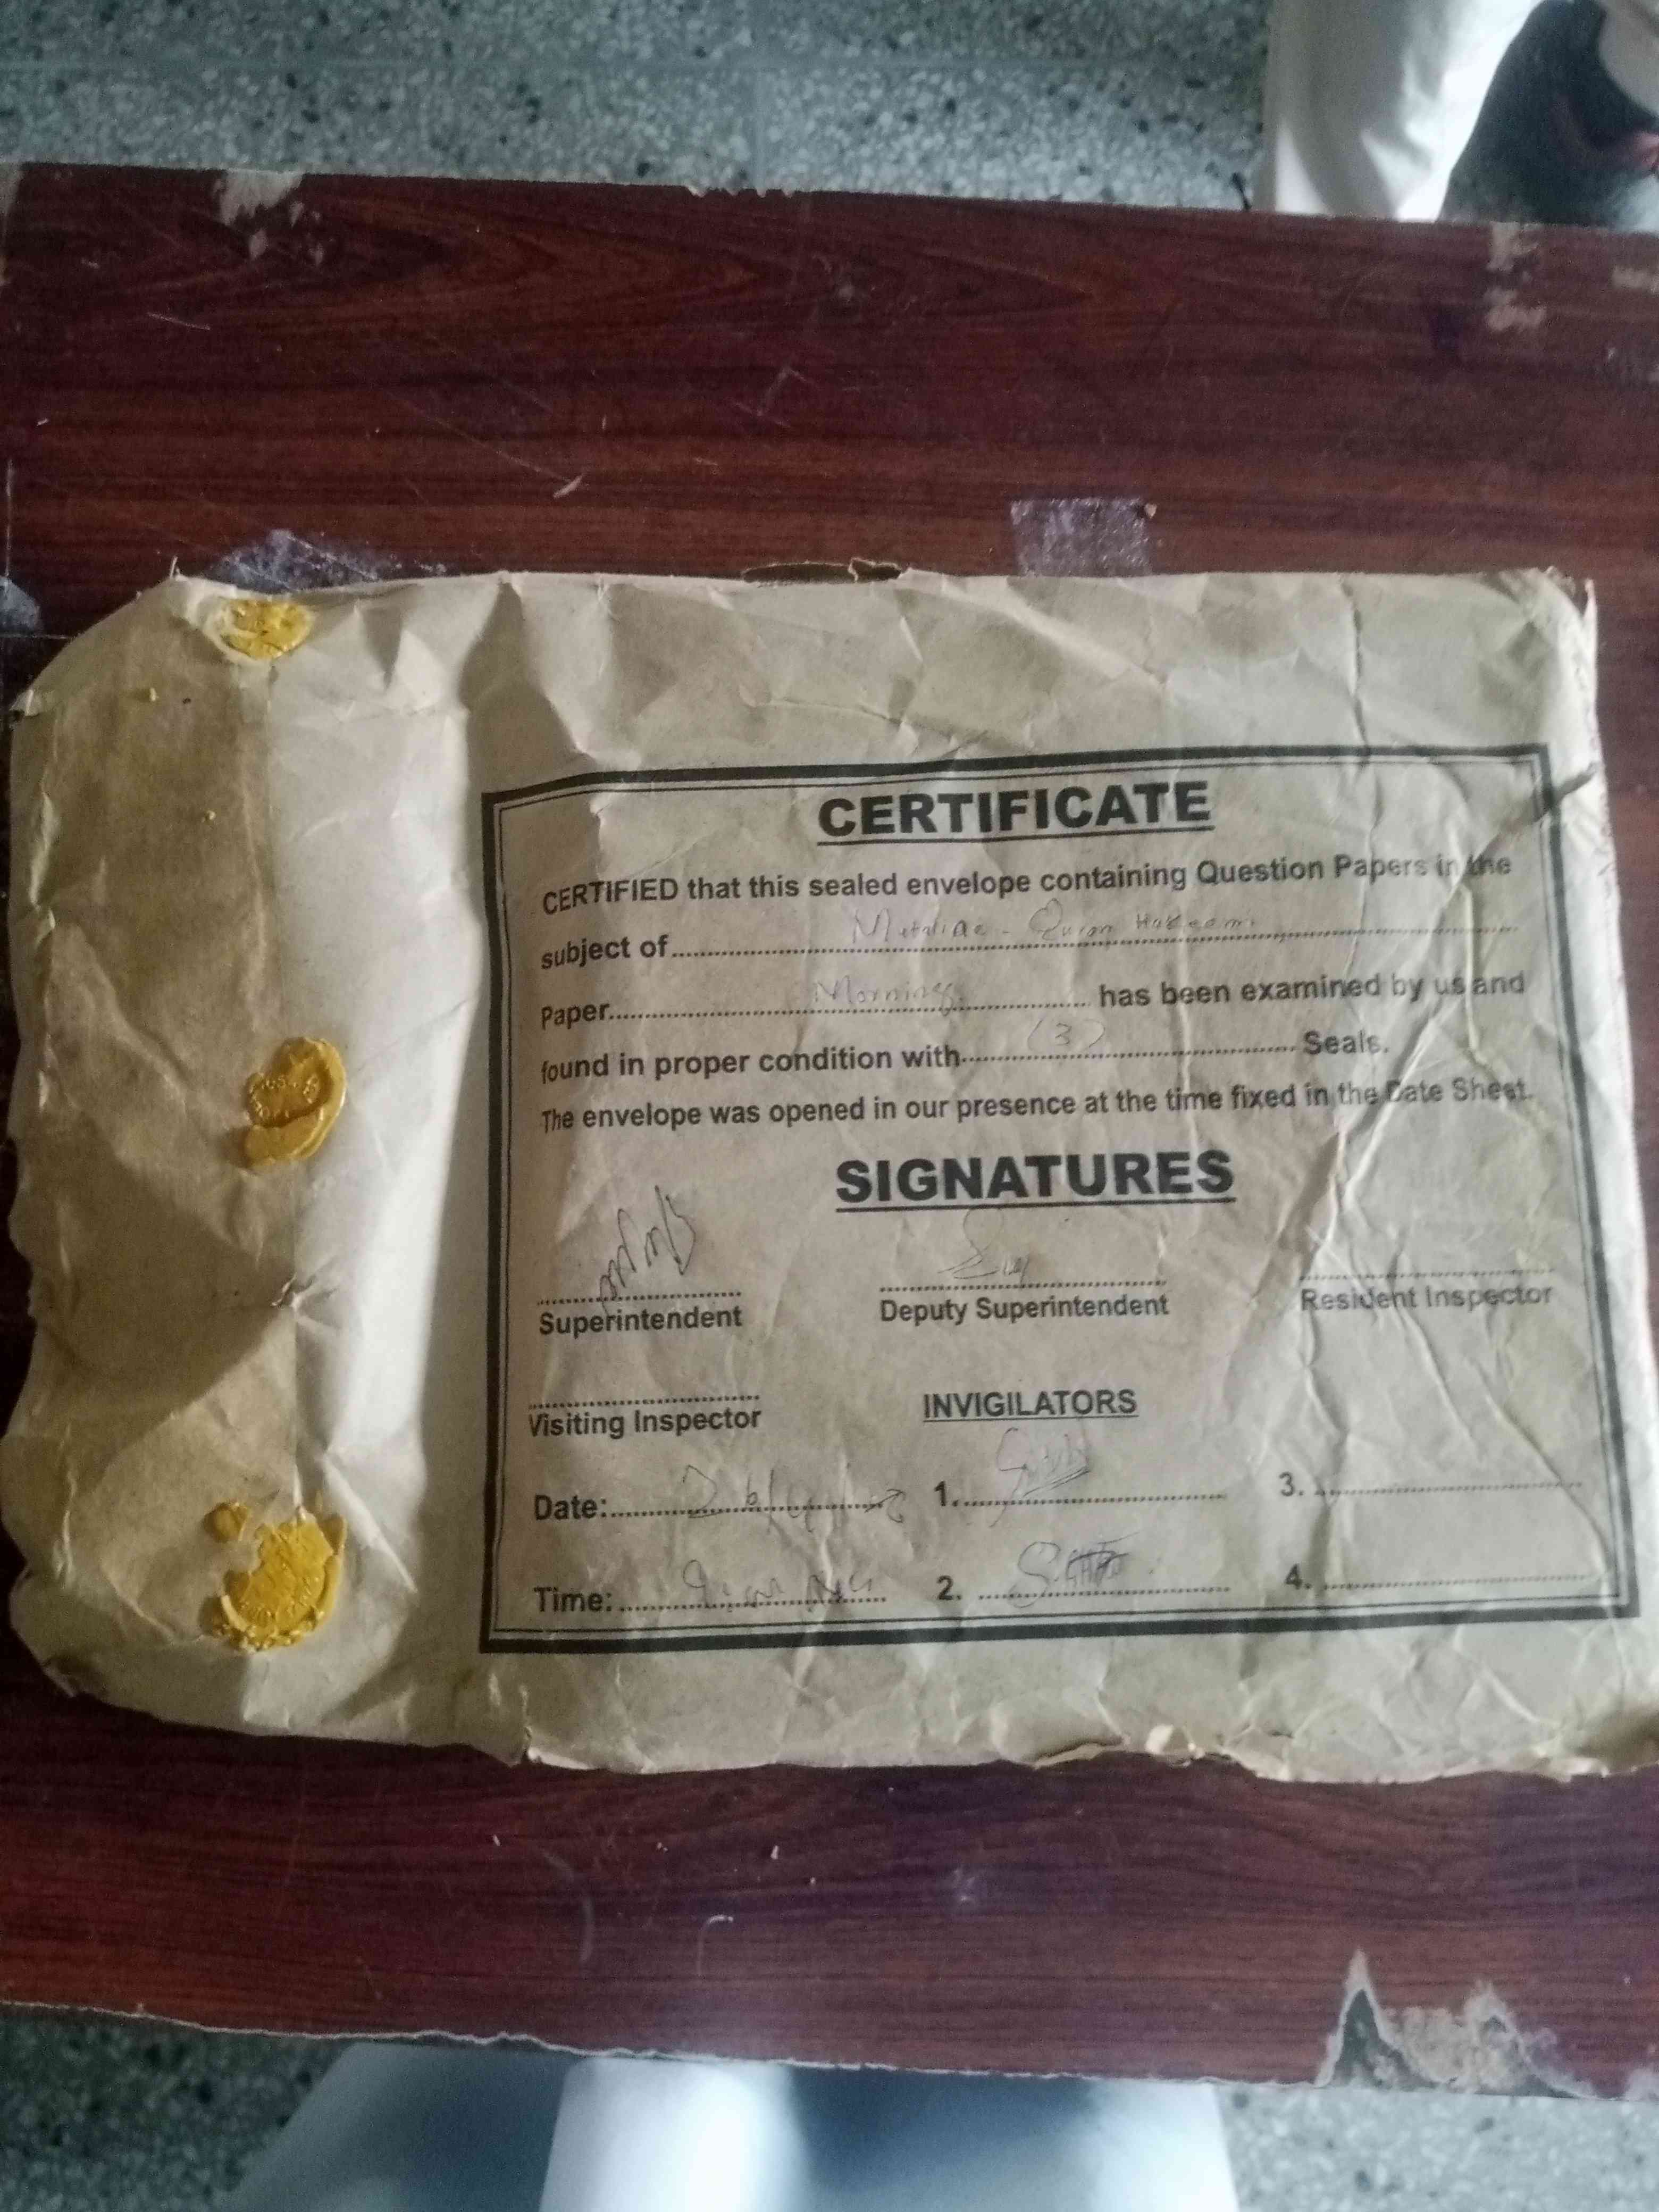 CERTIFICATE
CERTIFIED that this sealed envelope containing Question Papers in the
subject of Quran Hakeem
Paper Morning has been examined by us and
found in proper condition with (3) Seals.
The envelope was opened in our presence at the time fixed in the Date Sheet.
SIGNATURES
Superintendent Deputy Superintendent Resident Inspector
Visiting Inspector INVIGILATORS
Date: 1. 3.
Time: 2. 4.